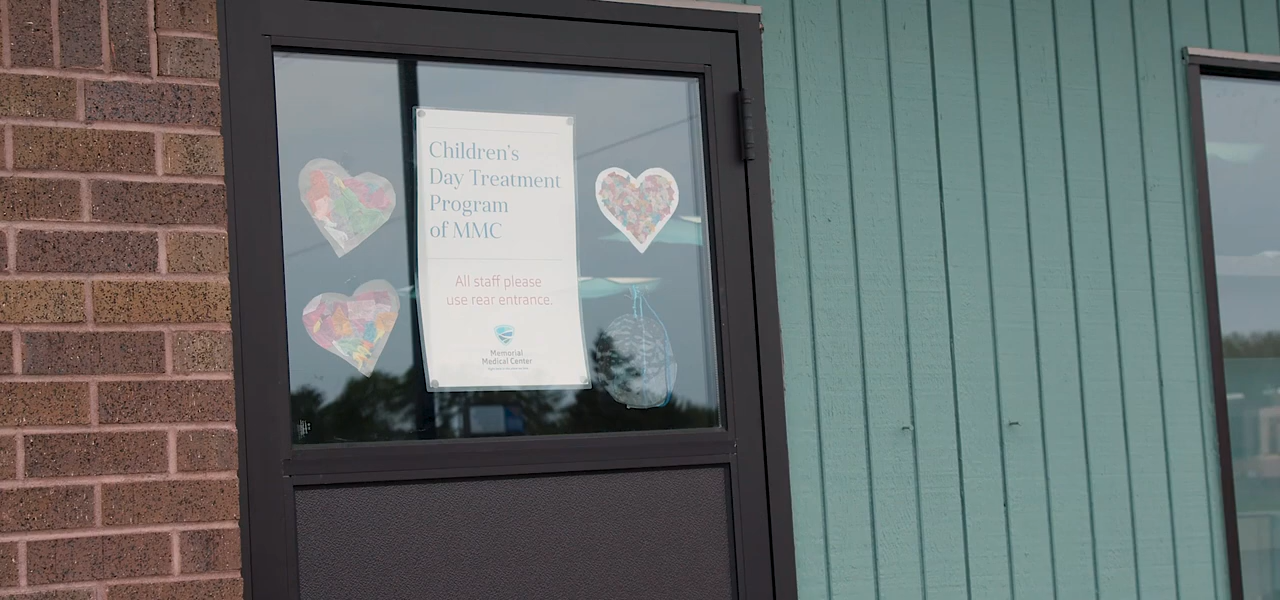 Children's
Day Treatment
Program
of MMC
All staff please
use rear entrance.
Memorial
Medical Center